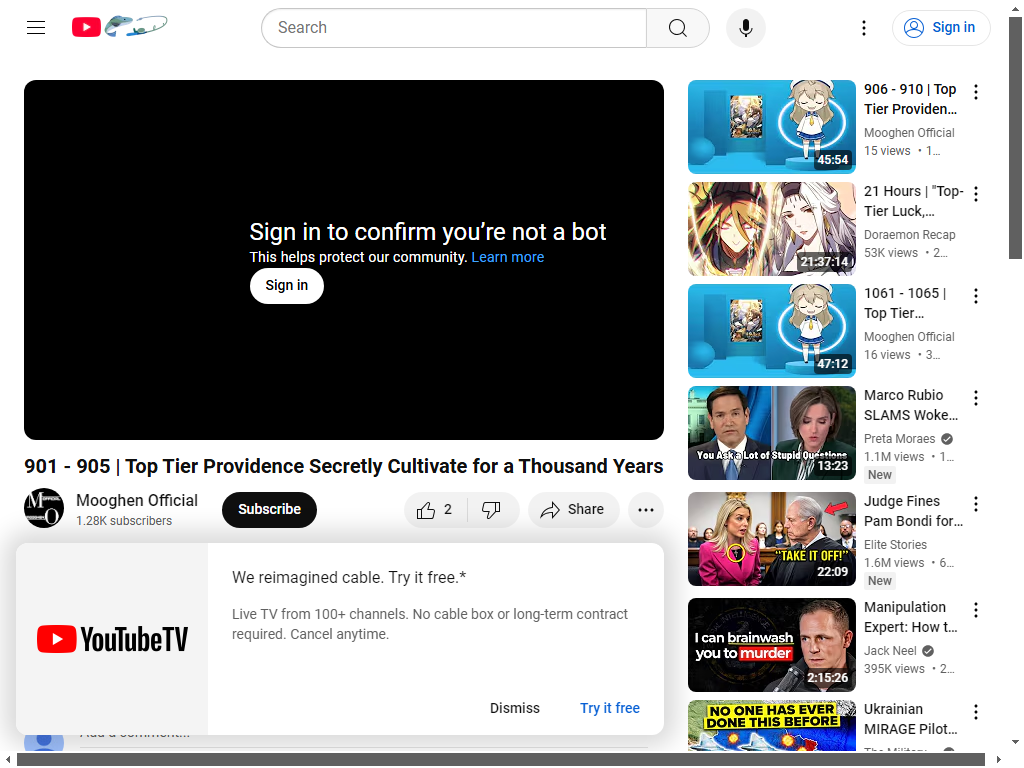 Search
Sign in
Sign in to confirm you’re not a bot
This helps protect our community. Learn more
Sign in
901 - 905 | Top Tier Providence Secretly Cultivate for a Thousand Years
Mooghen Official
1.28K subscribers
Subscribe
2
Share
We reimagined cable. Try it free.*
Live TV from 100+ channels. No cable box or long-term contract
required. Cancel anytime.
YouTubeTV
Dismiss
Try it free
906 - 910 | Top
Tier Providen…
Mooghen Official
15 views • 1…
45:54
21 Hours | "Top-
Tier Luck,…
Doraemon Recap
53K views • 2…
21:37:14
1061 - 1065 |
Top Tier…
Mooghen Official
16 views • 3…
47:12
Marco Rubio
SLAMS Woke…
Preta Moraes
1.1M views • 1…
New
You Ask a Lot of Stupid Questions
13:23
Judge Fines
Pam Bondi for…
Elite Stories
1.6M views • 6…
New
"TAKE IT OFF!"
22:09
Manipulation
Expert: How t…
Jack Neel
395K views • 2…
I can brainwash
you to murder
2:15:26
Ukrainian
MIRAGE Pilot…
NO ONE HAS EVER
DONE THIS BEFORE